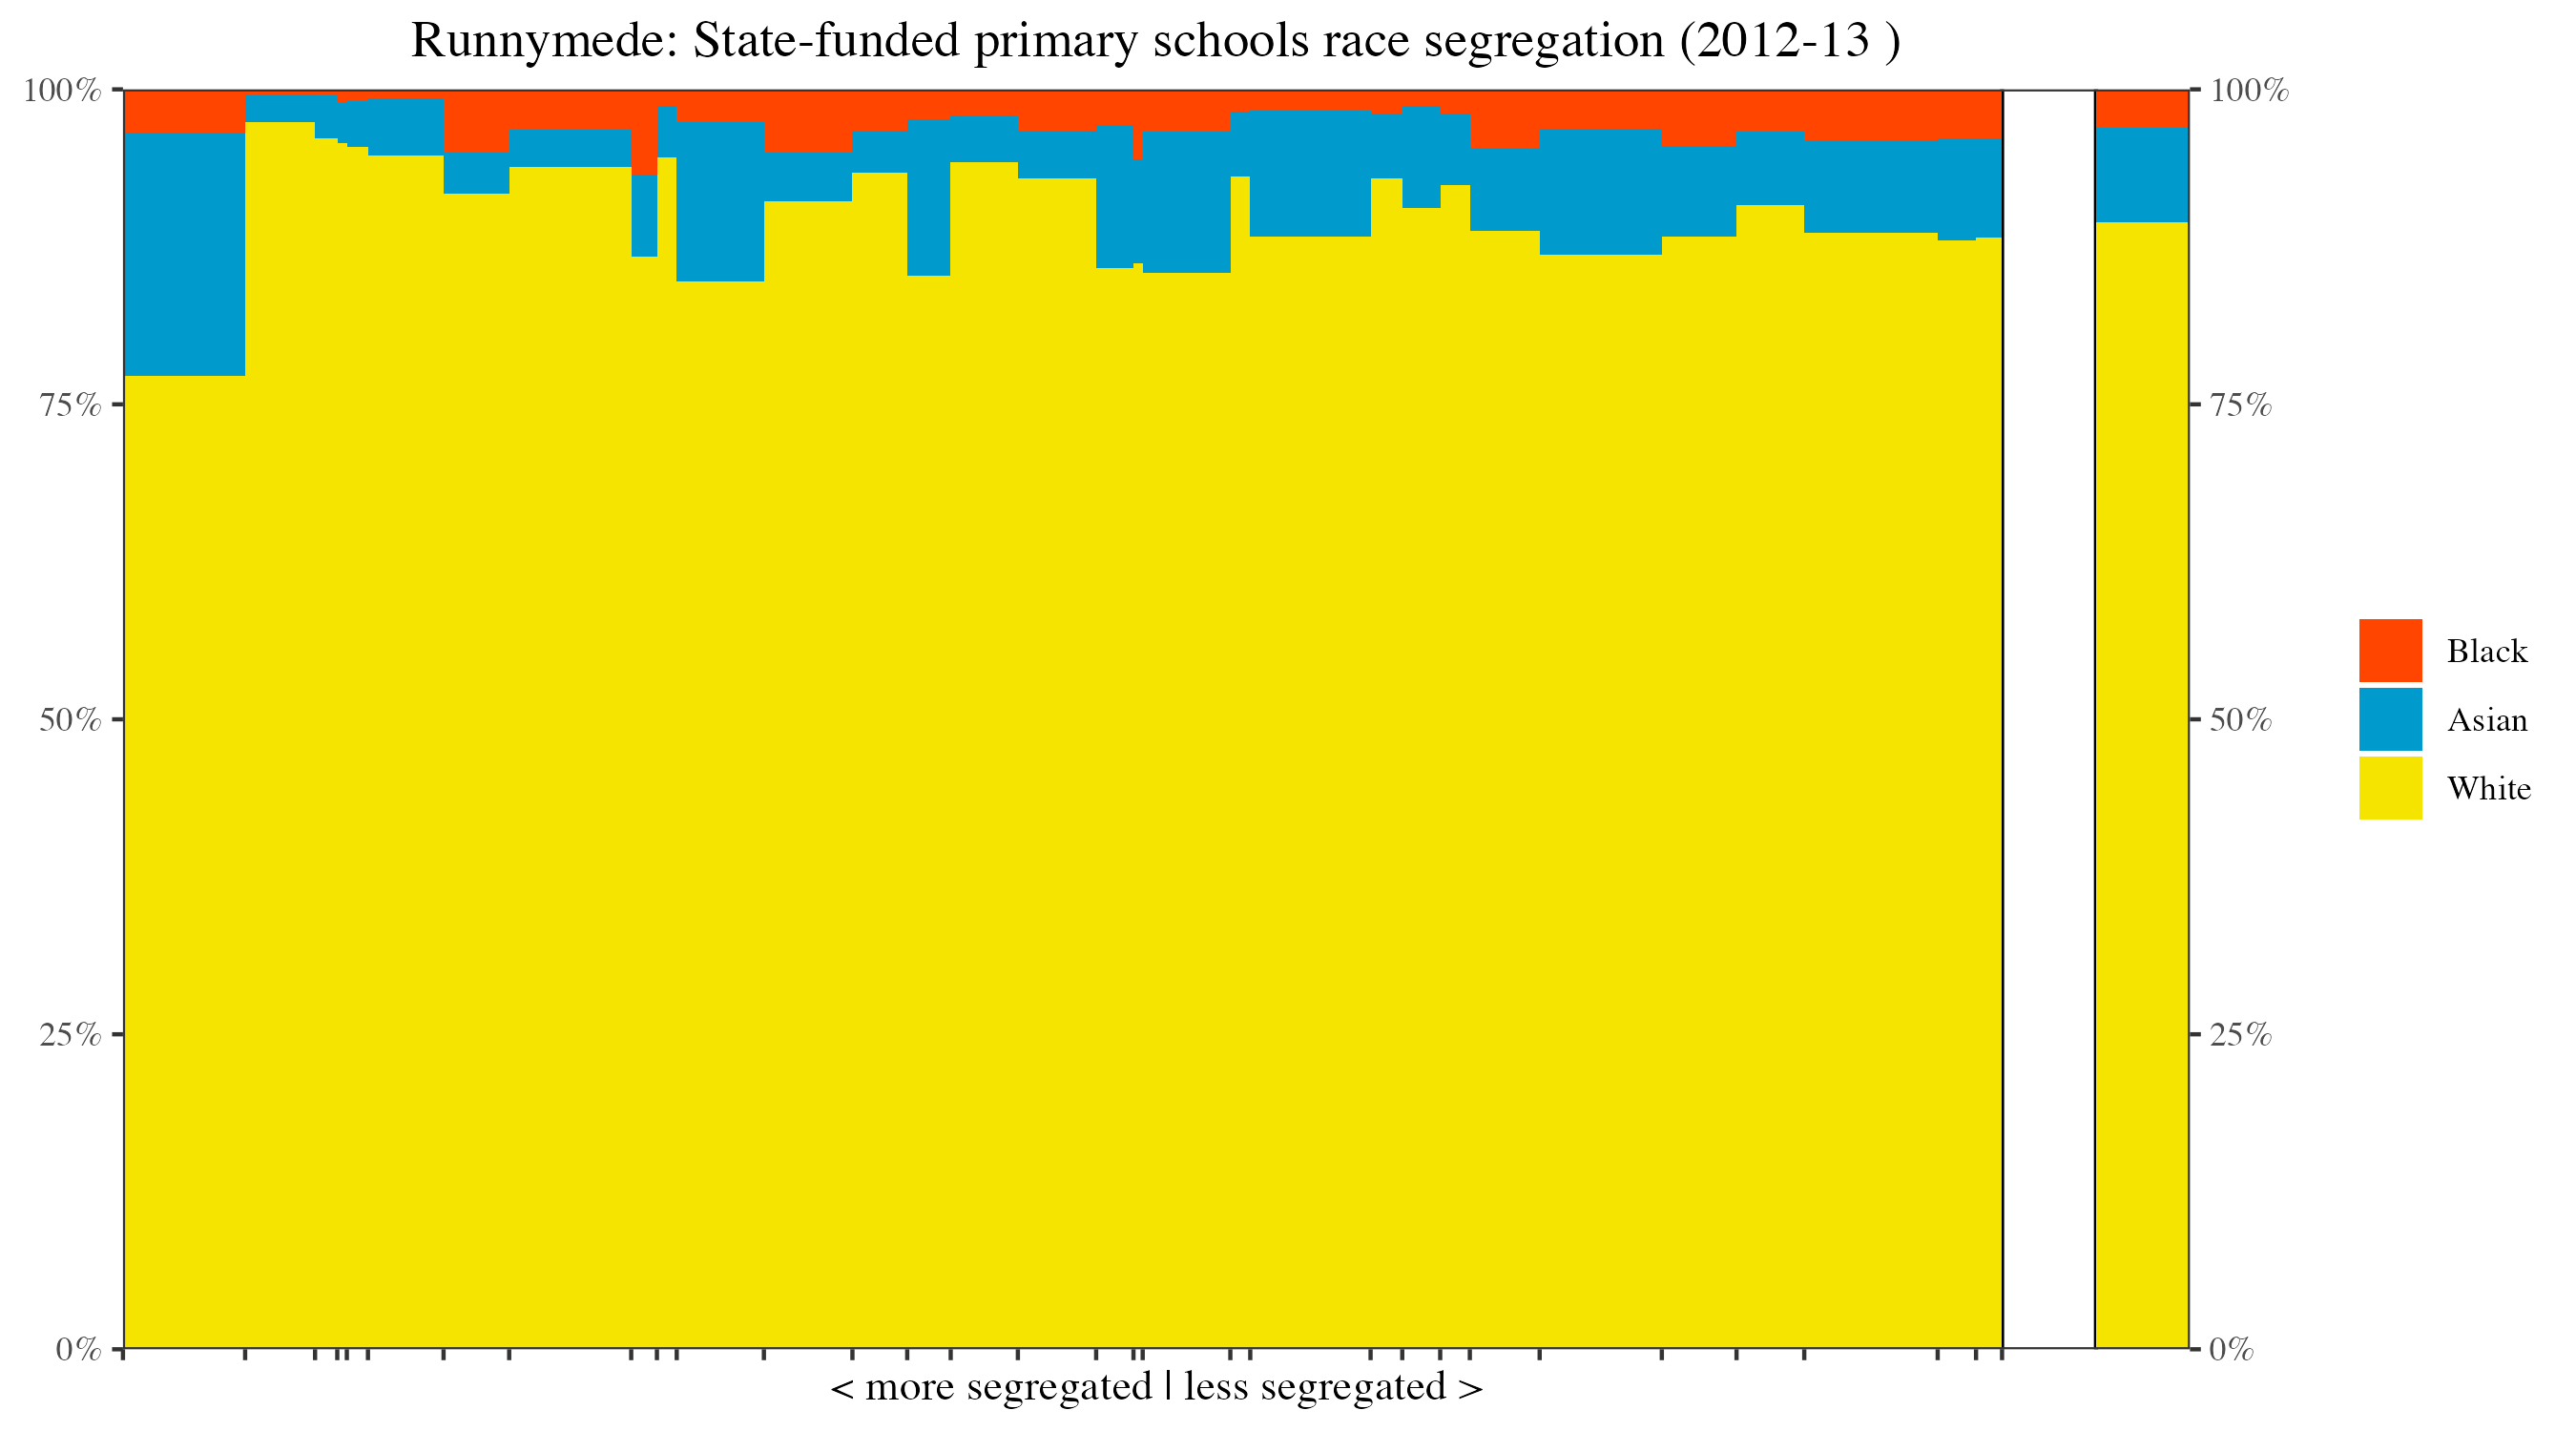 Runnymede: State-funded primary schools race segregation (2012-13 )
100%
75%
50%
25%
0%
100%
75%
50%
25%
0%
Black
Asian
White
< more segregated | less segregated >